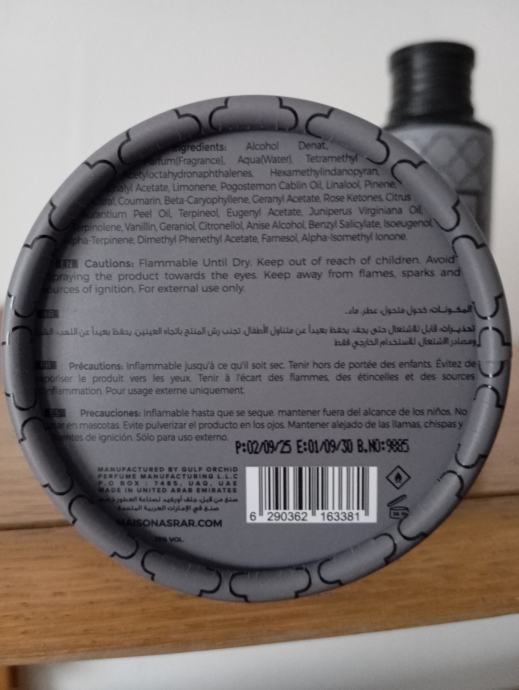 Alcohol Denat,
Parfum(Fragrance), Aqua(Water), Tetramethyl
Hexamethylindanopyran,
Acetate, Limonene, Pogostemon Cablin Oil, Linalool, Pinene,
Coumarin, Beta-Caryophyllene, Geranyl Acetate, Rose Ketones, Citrus
Peel Oil, Terpineol, Eugenyl Acetate, Juniperus Virginiana Oil,
Terpinolene, Vanillin, Geraniol, Citronellol, Anise Alcohol, Benzyl Salicylate, Isoeugenol,
Alpha-Terpinene, Dimethyl Phenethyl Acetate, Farnesol, Alpha-Isomethyl Ionone.
Cautions: Flammable Until Dry. Keep out of reach of children. Avoid
spraying the product towards the eyes. Keep away from flames, sparks and
sources of ignition. For external use only.
المكونات: كحول متحول، عطر، ماء..
تحذيرات: قابل للاشتعال حتى يجف. يحفظ بعيداً عن متناول الأطفال. تجنب رش المنتج باتجاه العينين. يحفظ بعيداً عن اللهب
ومصادر الاشتعال. للاستخدام الخارجي فقط
Précautions: Inflammable jusqu'à ce qu'il soit sec. Tenir hors de portée des enfants. Évitez de
le produit vers les yeux. Tenir à l'écart des flammes, des étincelles et des sources
Pour usage externe uniquement.
ES Precauciones: Inflamable hasta que se seque. mantener fuera del alcance de los niños. No
en mascotas. Evite pulverizar el producto en los ojos. Mantener alejado de las llamas, chispas y
de ignición. Sólo para uso externo.
P:02/09/25 E:01/09/30 B.NO:9885
MANUFACTURED BY GULF ORCHID
PERFUME MANUFACTURING L.L.C
P.O BOX : 7485, UAQ, UAE
MADE IN UNITED ARAB EMIRATES
صنع في الإمارات العربية المتحدة
MAISONASRAR.COM
VOL.
6 290362 163381